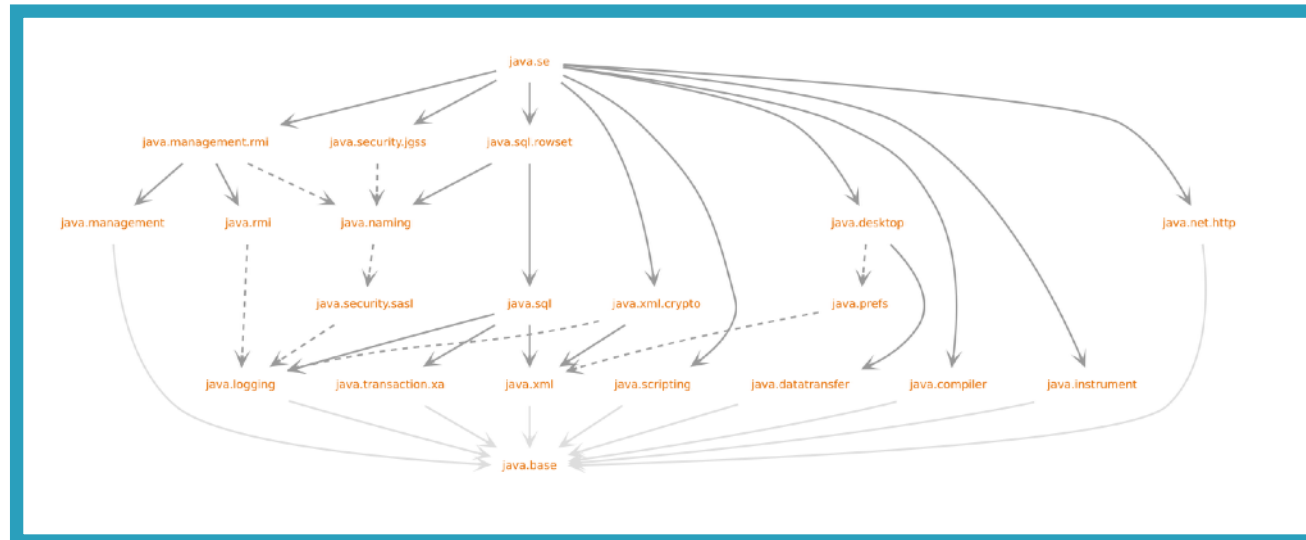 java.se
java.management.rmi java.security.jgss java.sql.rowset
java.management java.rmi java.naming java.desktop java.net.http
java.security.sasl java.sql java.xml.crypto java.prefs
java.logging java.transaction.xa java.xml java.scripting java.datatransfer java.compiler java.instrument
java.base